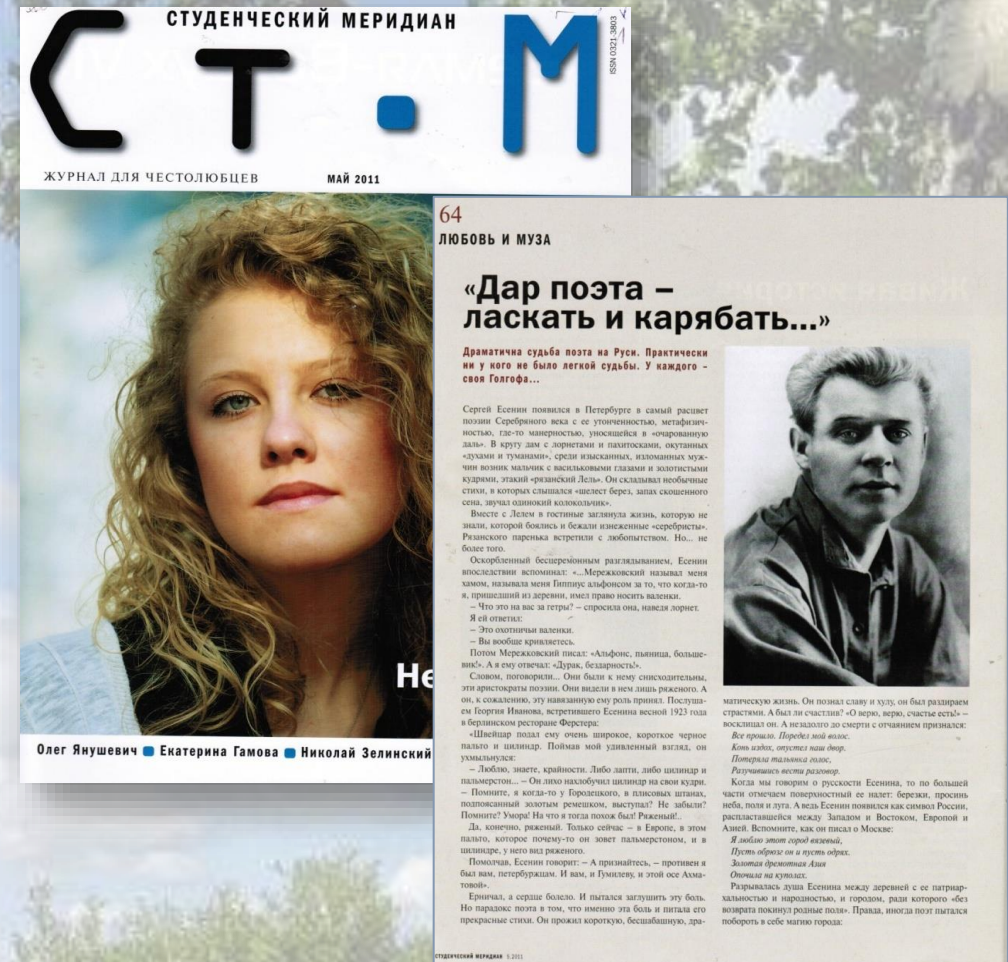 СТУДЕНЧЕСКИЙ МЕРИДИАН
СТ.М
ISSN 0321-3803
ЖУРНАЛ ДЛЯ ЧЕСТОЛЮБЦЕВ
МАЙ 2011
Не
Олег Янушевич Екатерина Гамова Николай Зелинский
64
ЛЮБОВЬ И МУЗА
«Дар поэта –
ласкать и карябать...»
Драматична судьба поэта на Руси. Практически
ни у кого не было легкой судьбы. У каждого –
своя Голгофа...
Сергей Есенин появился в Петербурге в самый расцвет
поэзии Серебряного века с ее утонченностью, метафизич-
ностью, где-то манерностью, уносящейся в «очарованную
даль». В кругу дам с лорнетами и пахитосками, окутанных
«духами и туманами», среди изысканных, изломанных муж-
чин возник мальчик с васильковыми глазами и золотистыми
кудрями, этакий «рязанский Лель». Он складывал необычные
стихи, в которых слышался «шелест берез, запах скошенного
сена, звучал одинокий колокольчик».
Вместе с Лелем в гостиные заглянула жизнь, которую не
знали, которой боялись и бежали изнеженные «серебристы».
Рязанского паренька встретили с любопытством. Но... не
более того.
Оскорбленный бесцеремонным разглядыванием, Есенин
впоследствии вспоминал: «...Мережковский называл меня
хамом, называла меня Гиппиус альфонсом за то, что когда-то
я, пришедший из деревни, имел право носить валенки.
– Что это на вас за гетры? – спросила она, наведя лорнет.
Я ей ответил:
– Это охотничьи валенки.
– Вы вообще кривляетесь.
Потом Мережковский писал: «Альфонс, пьяница, больше-
вик!». А я ему отвечал: «Дурак, бездарность!».
Словом, поговорили... Они были к нему снисходительны,
эти аристократы поэзии. Они видели в нем лишь ряженого. А
он, к сожалению, эту навязанную ему роль принял. Послуша-
ем Георгия Иванова, встретившего Есенина весной 1923 года
в берлинском ресторане Ферстера:
«Швейцар подал ему очень широкое, короткое черное
пальто и цилиндр. Поймав мой удивленный взгляд, он
ухмыльнулся:
– Люблю, знаете, крайности. Либо лапти, либо цилиндр и
пальмерстон... – Он лихо нахлобучил цилиндр на свои кудри.
– Помните, я когда-то у Городецкого, в плисовых штанах,
подпоясанный золотым ремешком, выступал? Не забыли?
Помните? Умора! На что я тогда похож был! Ряженый!..
Да, конечно, ряженый. Только сейчас – в Европе, в этом
пальто, которое почему-то он зовет пальмерстоном, и в
цилиндре, у него вид ряженого.
Помолчав, Есенин говорит: – А признайтесь, – противен я
был вам, петербуржцам. И вам, и Гумилеву, и этой осе Ахма-
товой».
Ерничал, а сердце болело. И пытался заглушить эту боль.
Но парадокс поэта в том, что именно эта боль и питала его
прекрасные стихи. Он прожил короткую, бесшабашную, дра-
матическую жизнь. Он познал славу и хулу, он был раздираем
страстями. А был ли счастлив? «О верю, верю, счастье есть!» –
восклицал он. А незадолго до смерти с отчаянием признался:
Все прошло. Поредел мой волос.
Конь издох, опустел наш двор.
Потеряла тальянка голос,
Разучившись вести разговор.
Когда мы говорим о русскости Есенина, то по большей
части отмечаем поверхностный ее налет: березки, просинь
неба, поля и луга. А ведь Есенин появился как символ России,
распластавшейся между Западом и Востоком, Европой и
Азией. Вспомните, как он писал о Москве:
Я люблю этот город вязевый,
Пусть обрюзг он и пусть одрях.
Золотая дремотная Азия
Опочила на куполах.
Разрывалась душа Есенина между деревней с ее патриар-
хальностью и народностью, и городом, ради которого «без
возврата покинул родные поля». Правда, иногда поэт пытался
побороть в себе магию города:
СТУДЕНЧЕСКИЙ МЕРИДИАН 5.2011